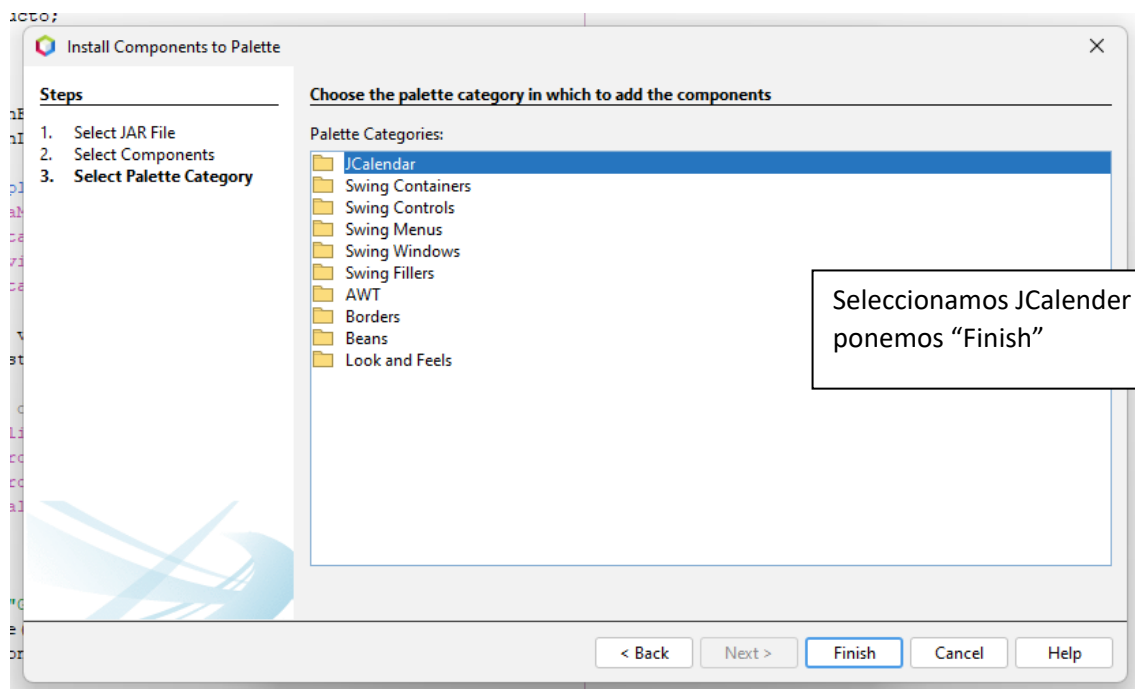 ucto;
Install Components to Palette
Steps
Choose the palette category in which to add the components
1. Select JAR File
2. Select Components
3. Select Palette Category
Palette Categories:
JCalendar
Swing Containers
Swing Controls
Swing Menus
Swing Windows
Swing Fillers
AWT
Borders
Beans
Look and Feels
Seleccionamos JCalender
ponemos “Finish”
< Back Next > Finish Cancel Help